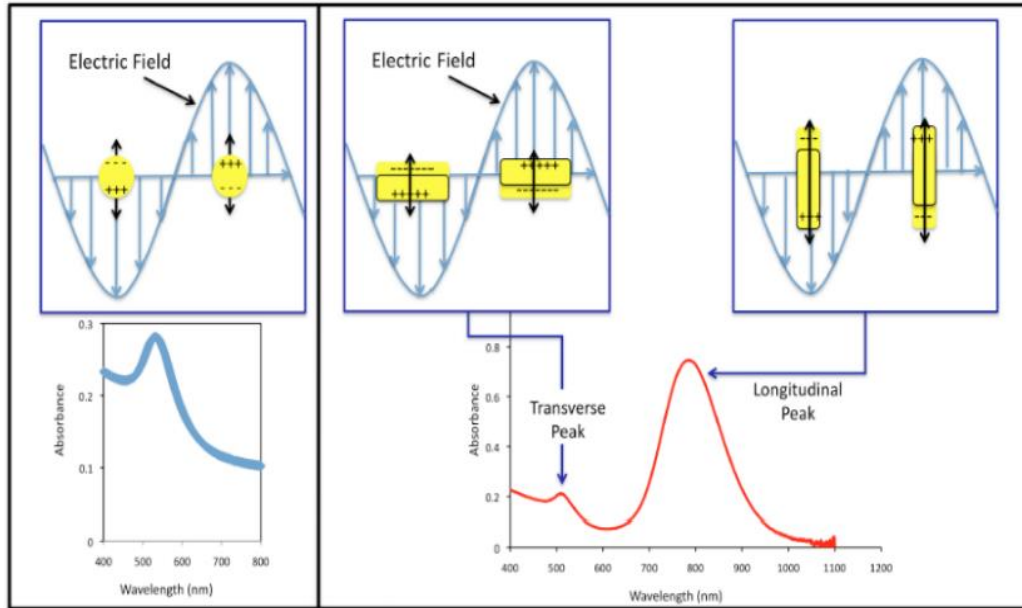 Electric Field
- -
+++
+++
- - -
0.3
0.2
0.1
0
Absorbance
400 500 600 700 800
Wavelength (nm)
Electric Field
--------
+++++
+++++
--------
---
+++
+++
---
0.8
0.6
0.4
0.2
0
Absorbance
Transverse
Peak
Longitudinal
Peak
400 500 600 700 800 900 1000 1100 1200
Wavelength (nm)